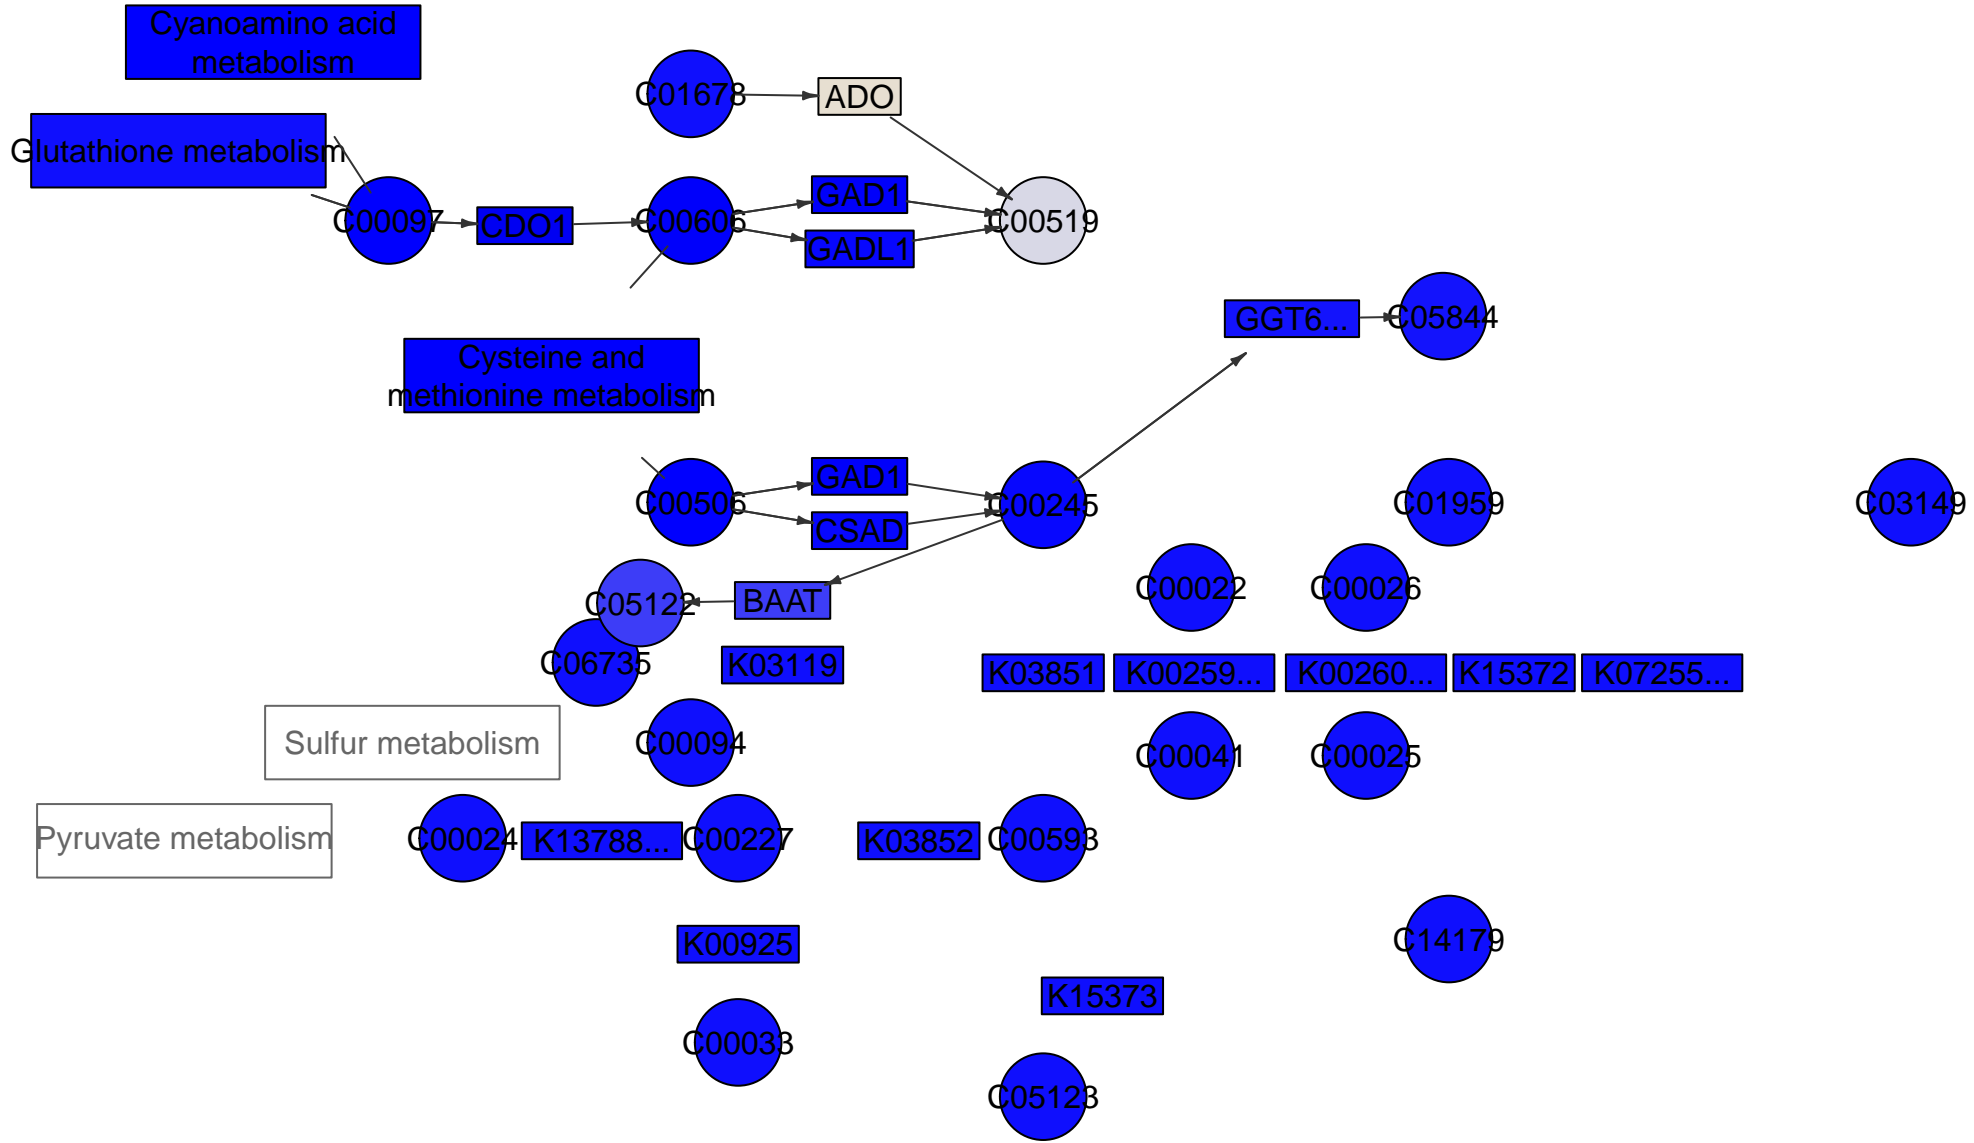 Cyanoamino acid
metabolism
C01678
ADO
Glutathione metabolism
GAD1
C00097
CDO1
C00606
C00519
GADL1
GGT6...
C05844
Cysteine and
methionine metabolism
GAD1
C00506
C00245
C01959
C03149
CSAD
C05122
BAAT
C00022
C00026
C06735
K03119
K03851
K00259...
K00260...
K15372
K07255...
Sulfur metabolism
C00094
C00041
C00025
Pyruvate metabolism
C00024
K13788...
C00227
K03852
C00593
K00925
C14179
K15373
C00033
C05123